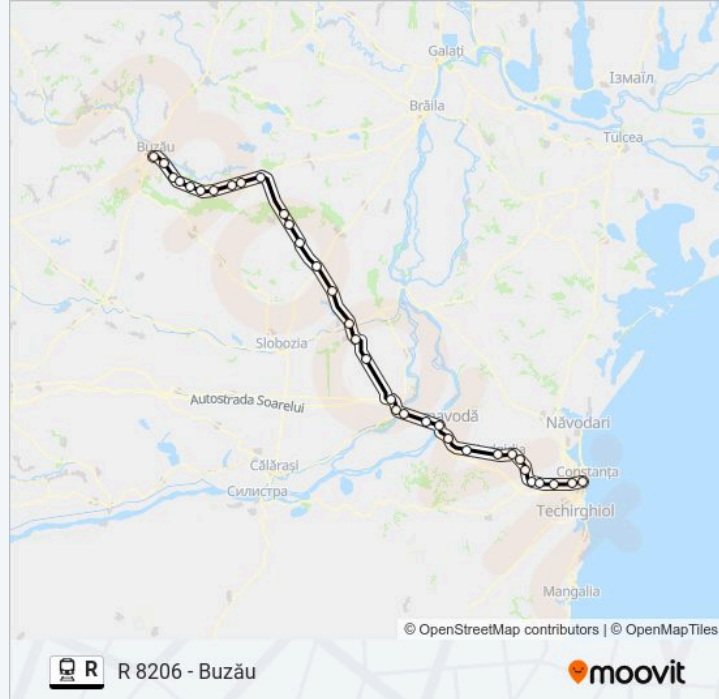 Galați
Ізмаїл
Brăila
Tulcea
Buzău
Slobozia
Autostrada Soarelui
Năvodari
Călărași
Силистра
Constanța
Techirghiol
Mangalia
© OpenStreetMap contributors | © OpenMapTiles
R
R 8206 - Buzău
moovit